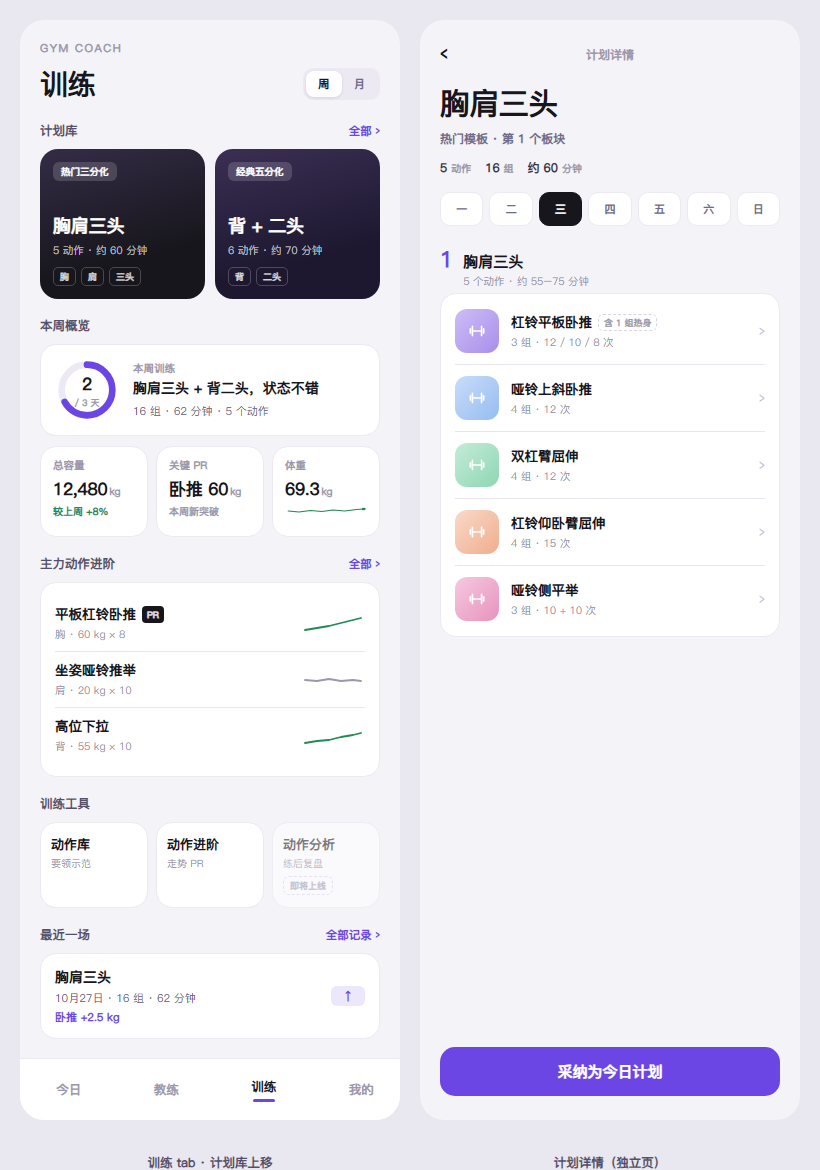 GYM COACH
训练
周 月
计划库 全部 ›
热门三分化
胸肩三头
5 动作 · 约 60 分钟
胸 肩 三头
经典五分化
背 + 二头
6 动作 · 约 70 分钟
背 二头
本周概览
2
/ 3 天
本周训练
胸肩三头 + 背二头，状态不错
16 组 · 62 分钟 · 5 个动作
总容量
12,480 kg
较上周 +8%
关键 PR
卧推 60 kg
本周新突破
体重
69.3 kg
主力动作进阶 全部 ›
平板杠铃卧推 PR
胸 · 60 kg × 8
坐姿哑铃推举
肩 · 20 kg × 10
高位下拉
背 · 55 kg × 10
训练工具
动作库
要领示范
动作进阶
走势 PR
动作分析
练后复盘
即将上线
最近一场 全部记录 ›
胸肩三头
10月27日 · 16 组 · 62 分钟
卧推 +2.5 kg
↑
今日 教练 训练 我的
训练 tab · 计划库上移
‹ 计划详情
胸肩三头
热门模板 · 第 1 个板块
5 动作 16 组 约 60 分钟
一 二 三 四 五 六 日
1 胸肩三头
5 个动作 · 约 55—75 分钟
杠铃平板卧推 含 1 组热身
3 组 · 12 / 10 / 8 次
›
哑铃上斜卧推
4 组 · 12 次
›
双杠臂屈伸
4 组 · 12 次
›
杠铃仰卧臂屈伸
4 组 · 15 次
›
哑铃侧平举
3 组 · 10 + 10 次
›
采纳为今日计划
计划详情（独立页）